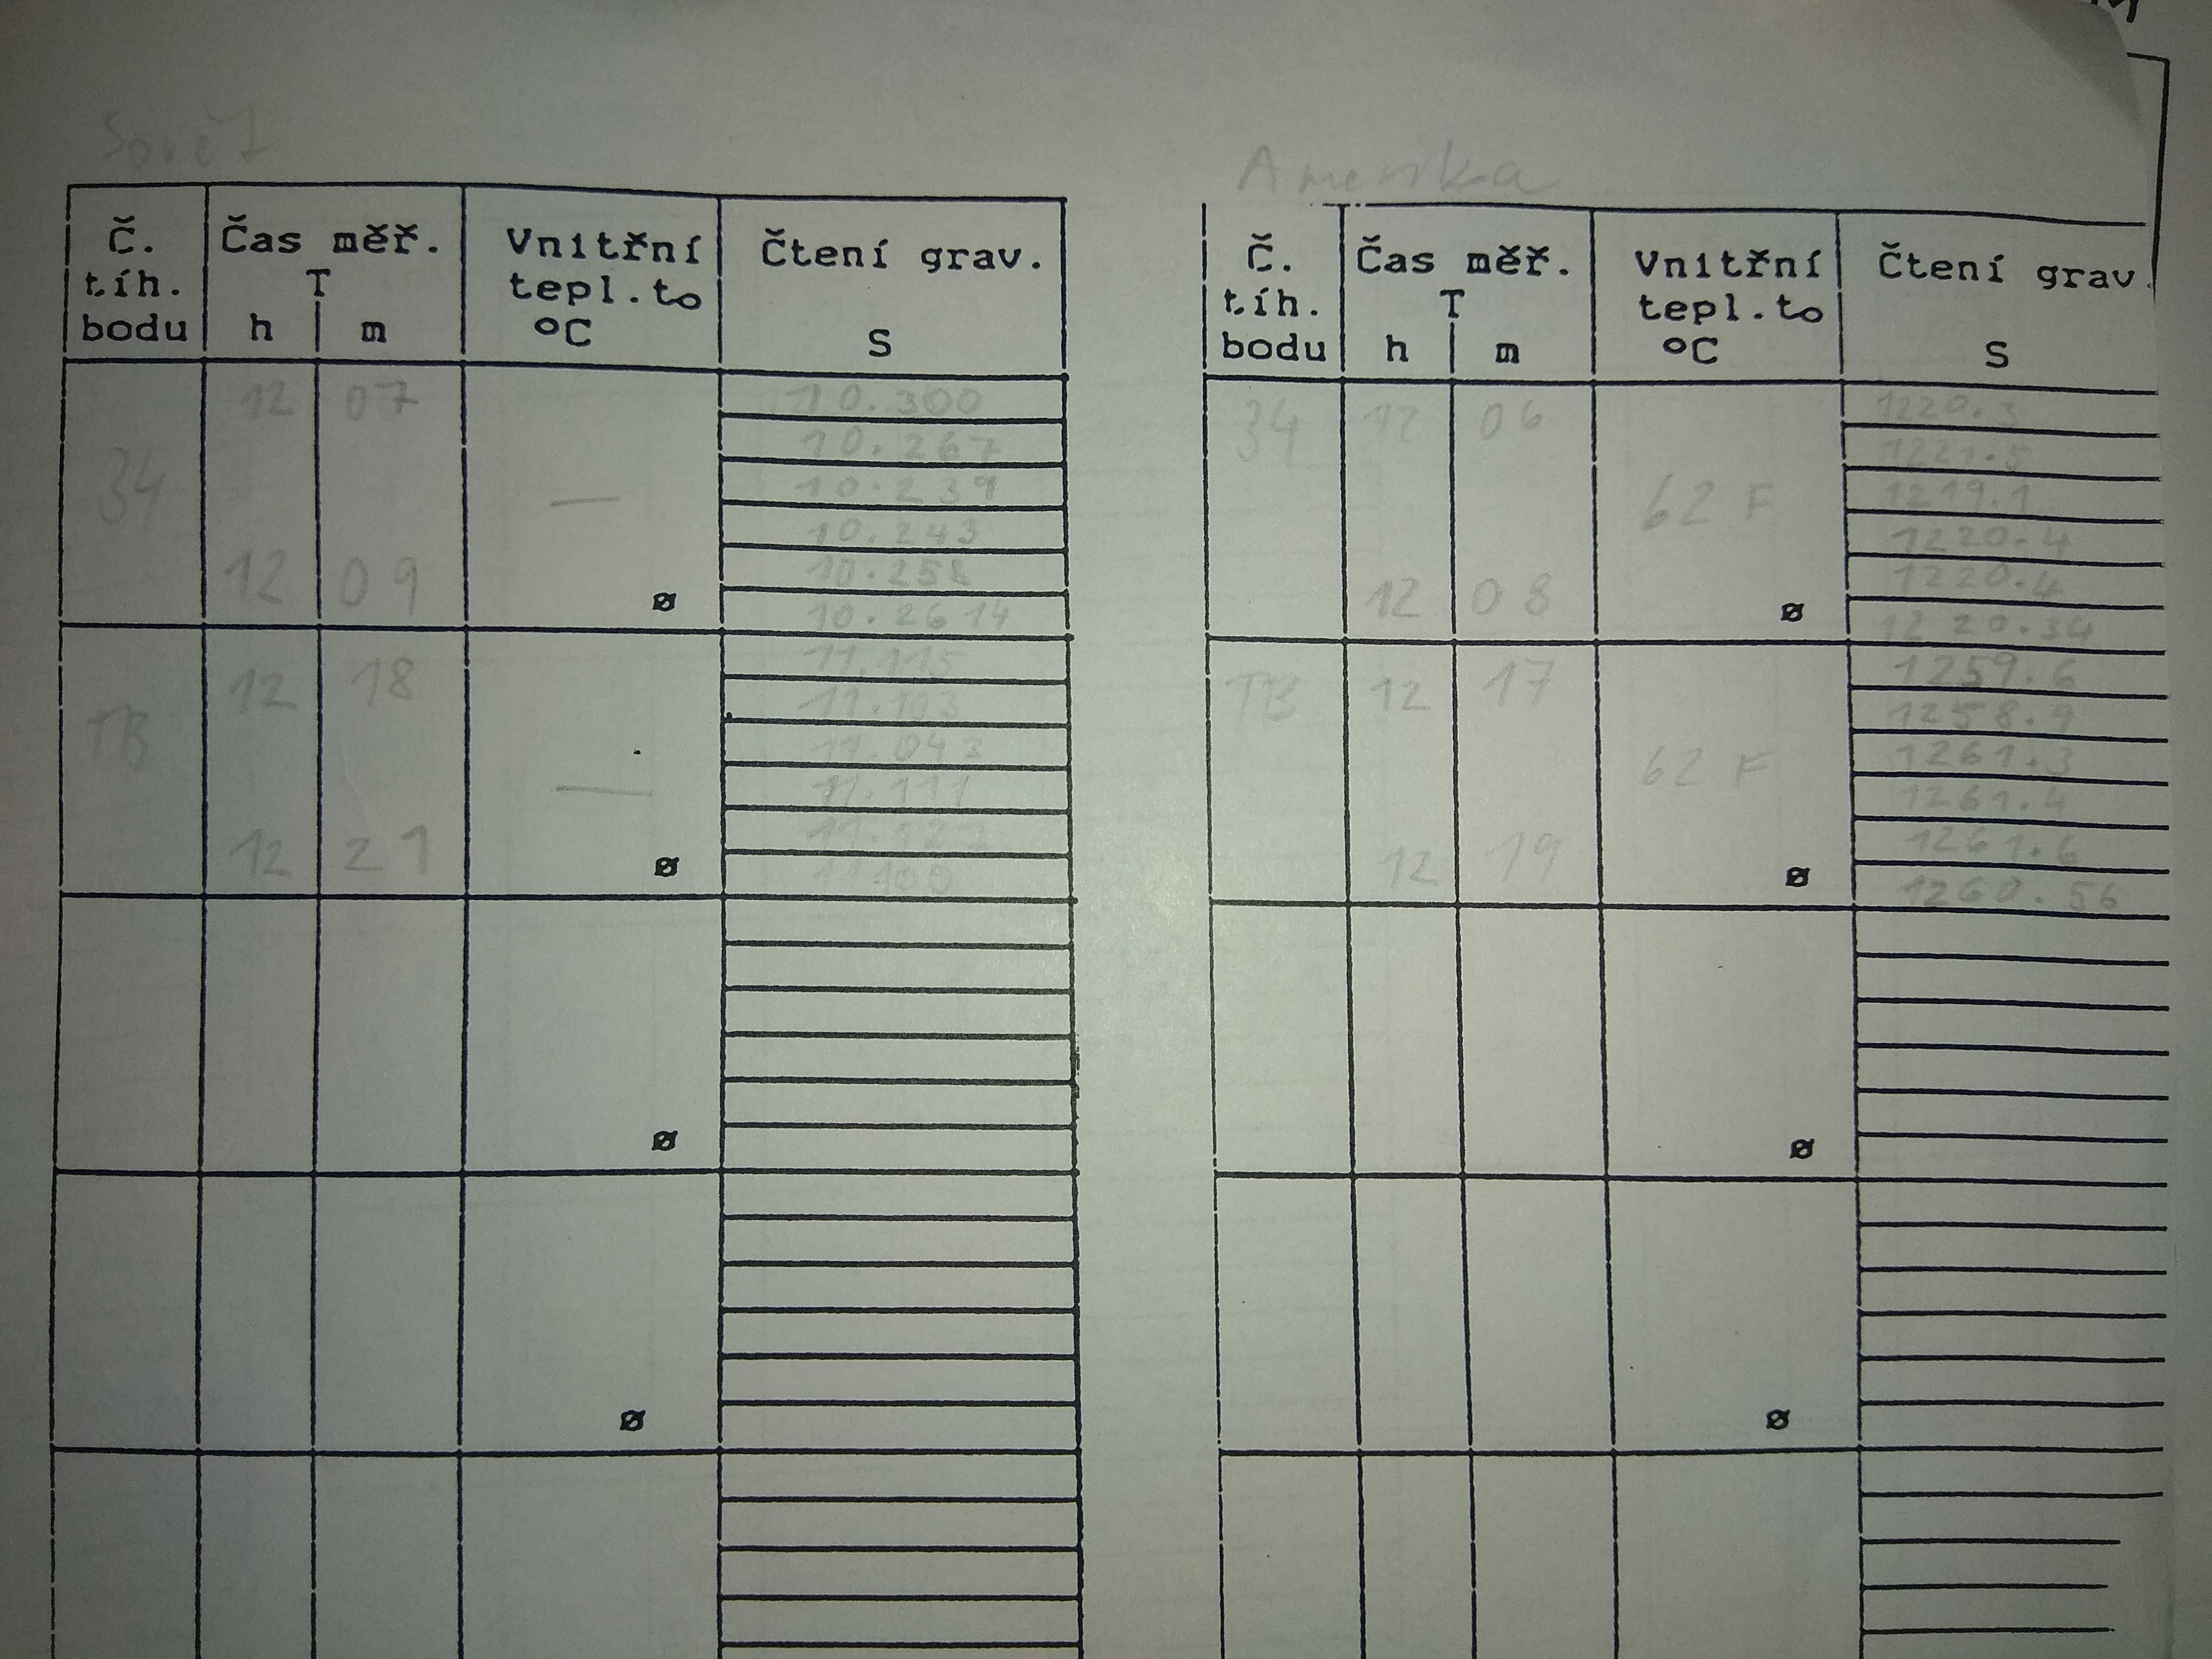 Sovět
Č.
tíh.
bodu
Čas měř.
T
h m
Vnitřní
tepl.to
°C
Čtení grav.
S
34
12 07
12 09
—
ø
10.300
10.267
10.239
10.243
10.258
10.2614
TB
12 18
12 21
—
ø
11.115
11.103
11.043
11.111
11.127
11100
ø
ø
Amerika
Č.
tíh.
bodu
Čas měř.
T
h m
Vnitřní
tepl.to
°C
Čtení grav.
S
34
12 06
12 08
62 F
ø
1220.3
1221.5
1219.1
1220.4
1220.4
1220.34
TB
12 17
12 19
62 F
ø
1259.6
1258.9
1261.3
1261.4
1261.6
1260.56
ø
ø